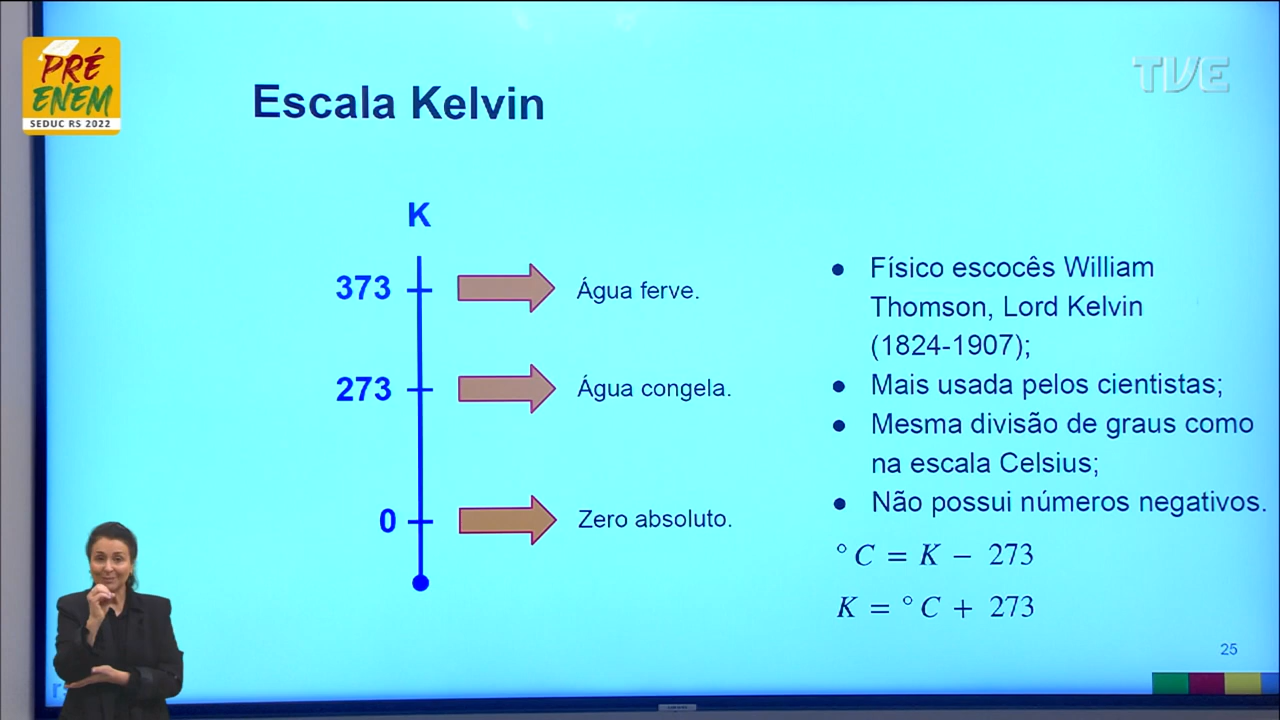 PRÉ
ENEM
SEDUC RS 2022
TVE
Escala Kelvin
K
373
Água ferve.
273
Água congela.
0
Zero absoluto.
● Físico escocês William
Thomson, Lord Kelvin
(1824-1907);
● Mais usada pelos cientistas;
● Mesma divisão de graus como
na escala Celsius;
● Não possui números negativos.
°C = K − 273
K = °C + 273
25